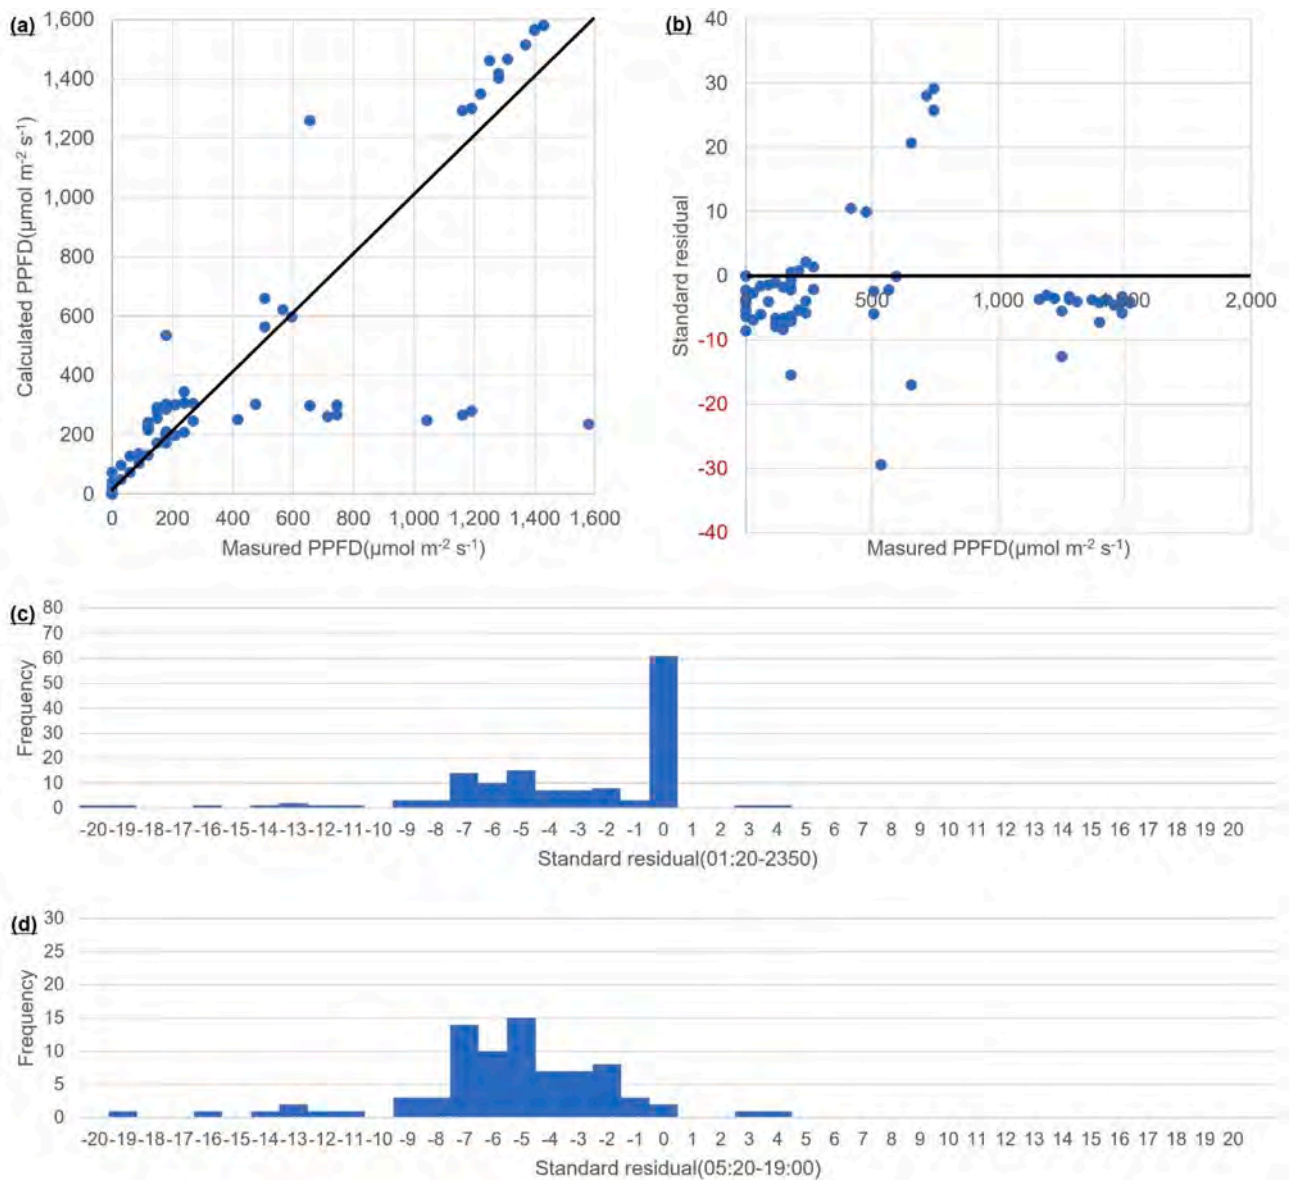 (a)
1,600
1,400
1,200
1,000
800
600
400
200
0
Calculated PPFD(μmol m⁻² s⁻¹)
0 200 400 600 800 1,000 1,200 1,400 1,600
Masured PPFD(μmol m⁻² s⁻¹)
(b)
40
30
20
10
0
-10
-20
-30
-40
Standard residual
500 1,000 1,500 2,000
Masured PPFD(μmol m⁻² s⁻¹)
(c)
80
70
60
50
40
30
20
10
0
Frequency
-20 -19 -18 -17 -16 -15 -14 -13 -12 -11 -10 -9 -8 -7 -6 -5 -4 -3 -2 -1 0 1 2 3 4 5 6 7 8 9 10 11 12 13 14 15 16 17 18 19 20
Standard residual(01:20-2350)
(d)
30
25
20
15
10
5
0
Frequency
-20 -19 -18 -17 -16 -15 -14 -13 -12 -11 -10 -9 -8 -7 -6 -5 -4 -3 -2 -1 0 1 2 3 4 5 6 7 8 9 10 11 12 13 14 15 16 17 18 19 20
Standard residual(05:20-19:00)